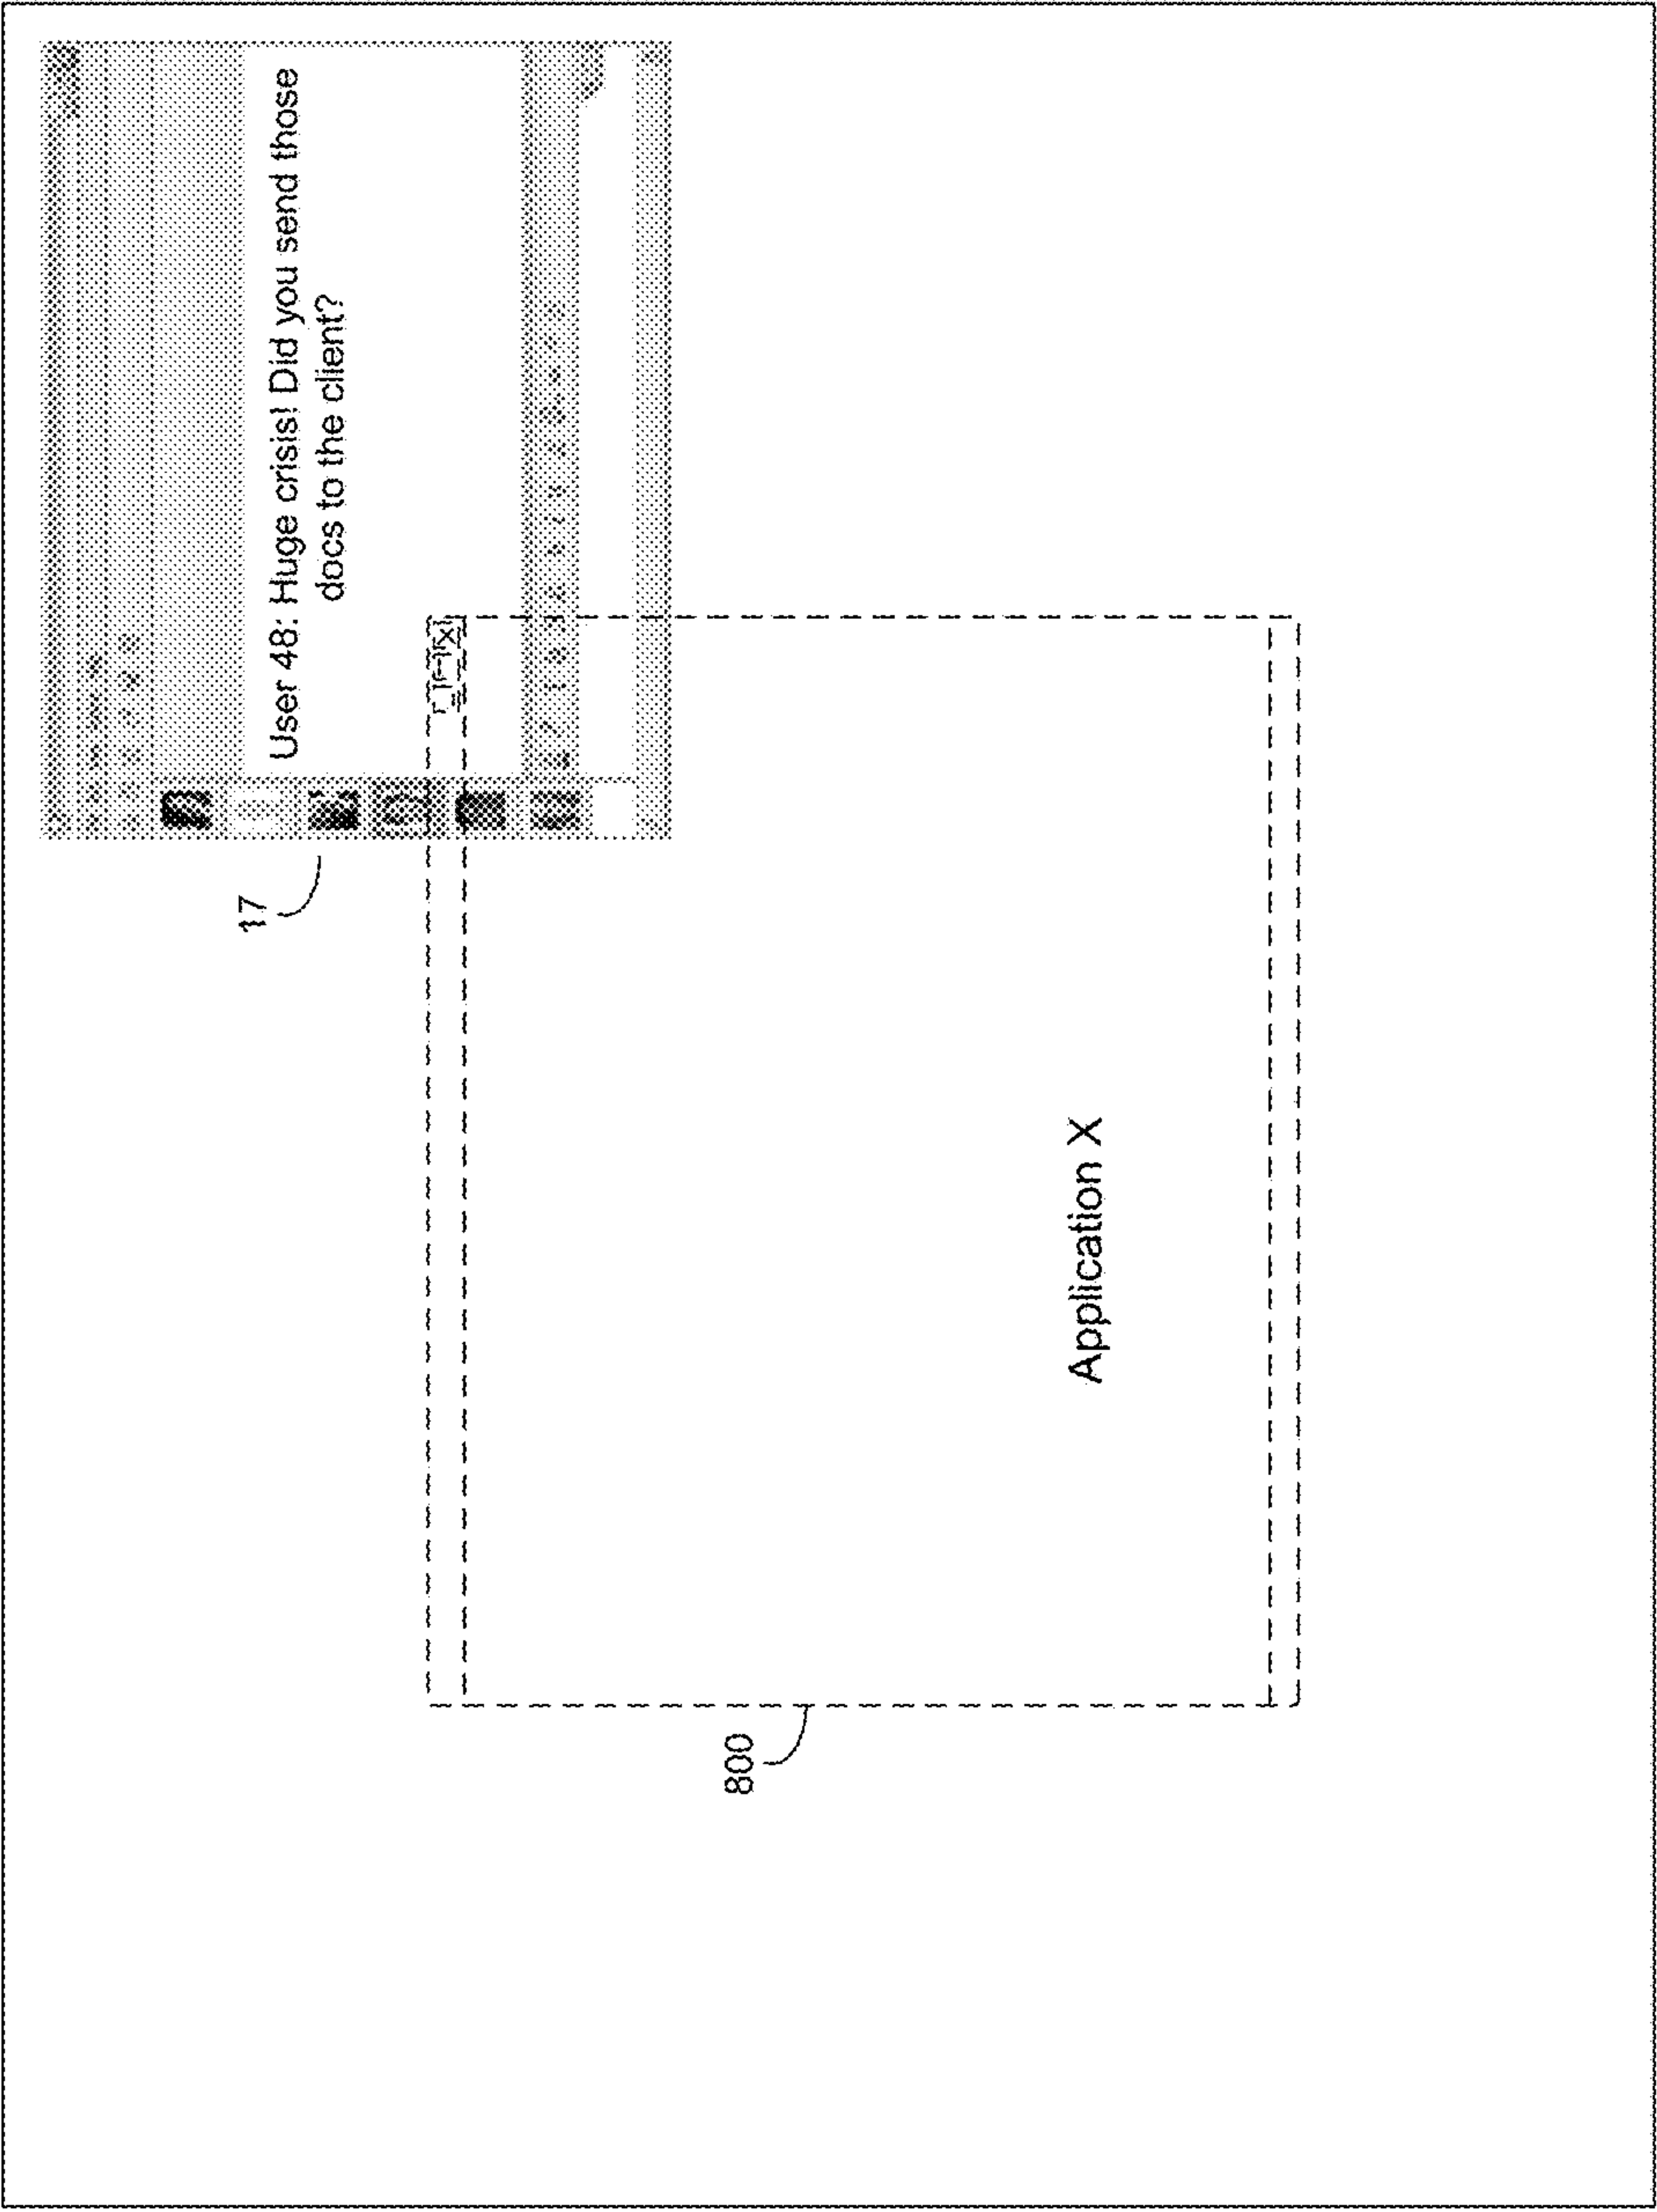 User 48: Huge crisis! Did you send those
docs to the client?
17
Application X
800